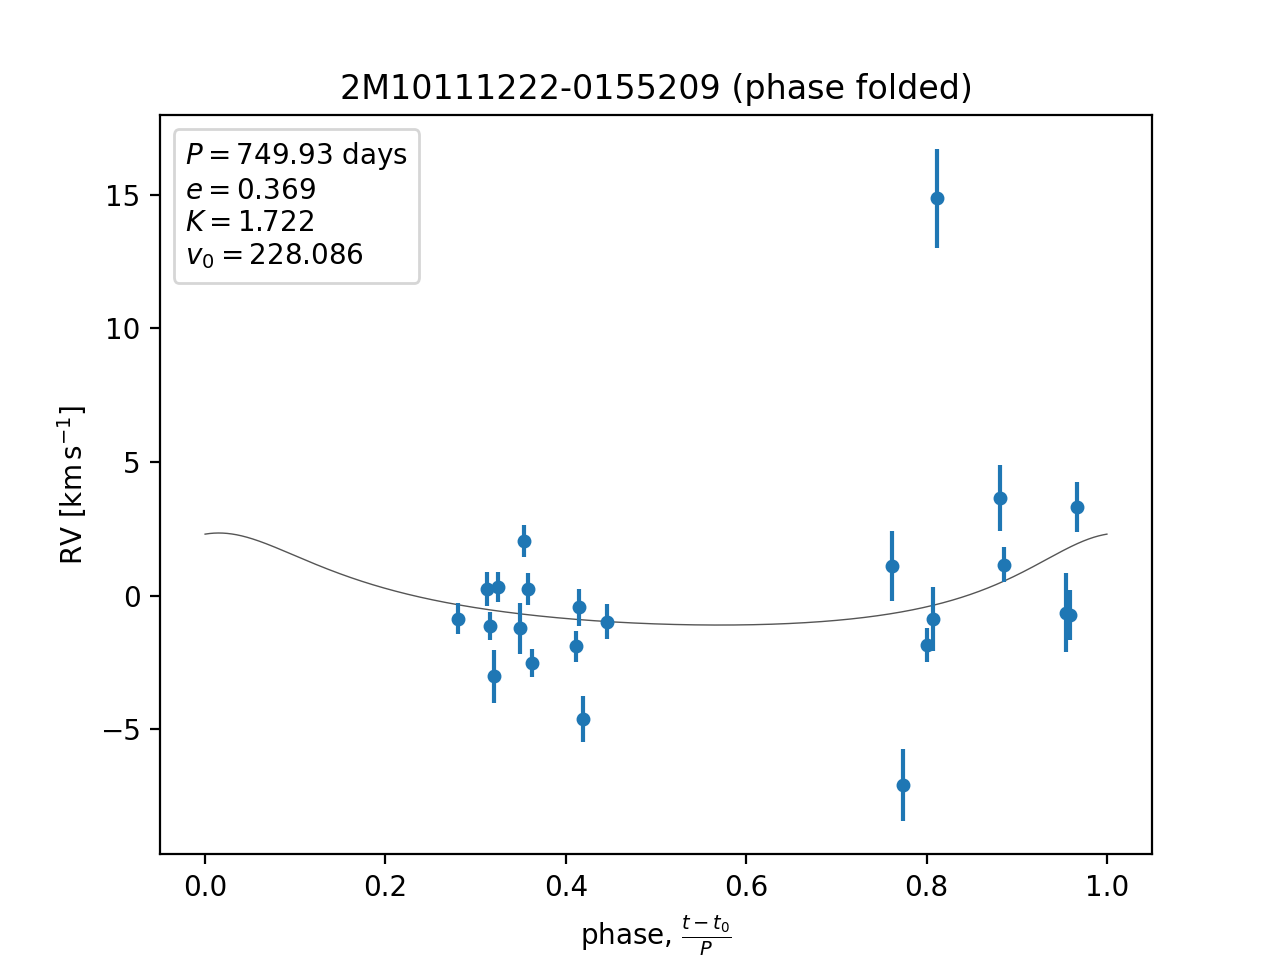 2M10111222-0155209 (phase folded)
P = 749.93 days
e = 0.369
K = 1.722
v₀ = 228.086
15
10
5
0
−5
RV [km s⁻¹]
0.0 0.2 0.4 0.6 0.8 1.0
phase, (t − t₀)/P